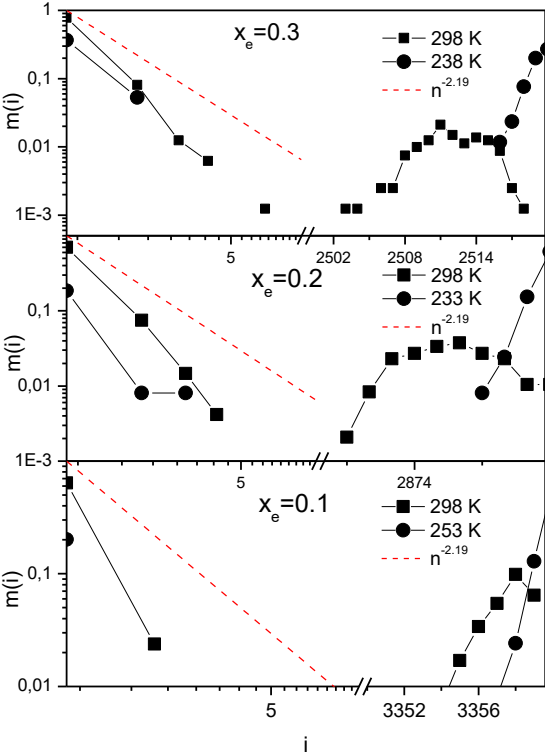 1
x_e=0.3
298 K
238 K
n^-2.19
0,1
0,01
1E-3
m(i)
5
2502
2508
2514
x_e=0.2
298 K
233 K
n^-2.19
0,1
0,01
1E-3
m(i)
5
2874
x_e=0.1
298 K
253 K
n^-2.19
0,1
0,01
m(i)
5
3352
3356
i